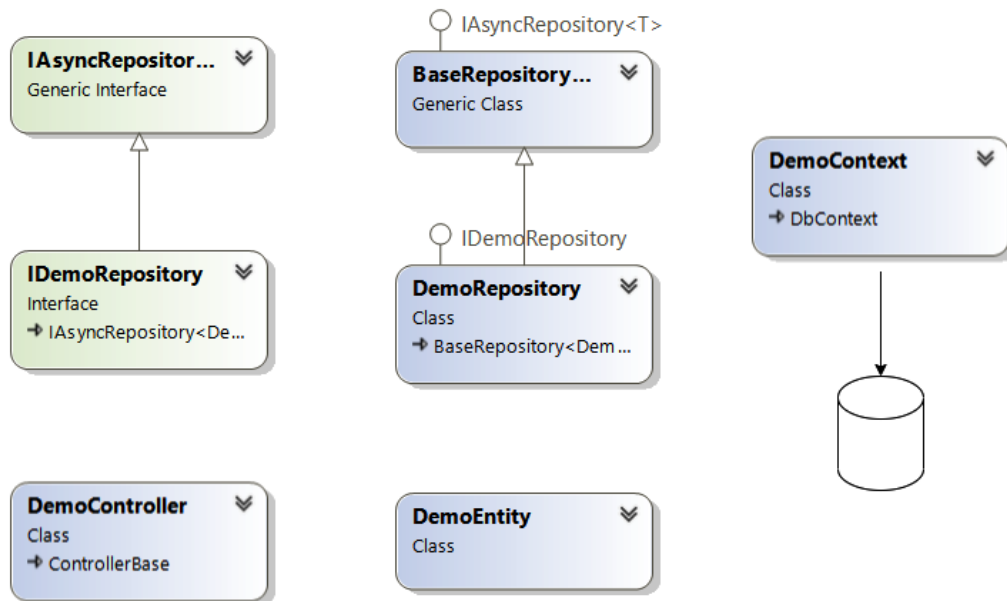 IAsyncRepositor...
Generic Interface
IAsyncRepository<T>
BaseRepository...
Generic Class
DemoContext
Class
DbContext
IDemoRepository
Interface
IAsyncRepository<De...
IDemoRepository
DemoRepository
Class
BaseRepository<Dem...
DemoController
Class
ControllerBase
DemoEntity
Class